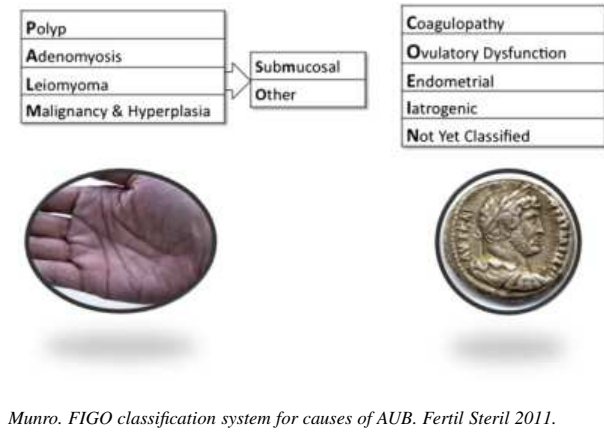 Polyp
Adenomyosis
Leiomyoma
Malignancy & Hyperplasia
Submucosal
Other
Coagulopathy
Ovulatory Dysfunction
Endometrial
Iatrogenic
Not Yet Classified
Munro. FIGO classification system for causes of AUB. Fertil Steril 2011.